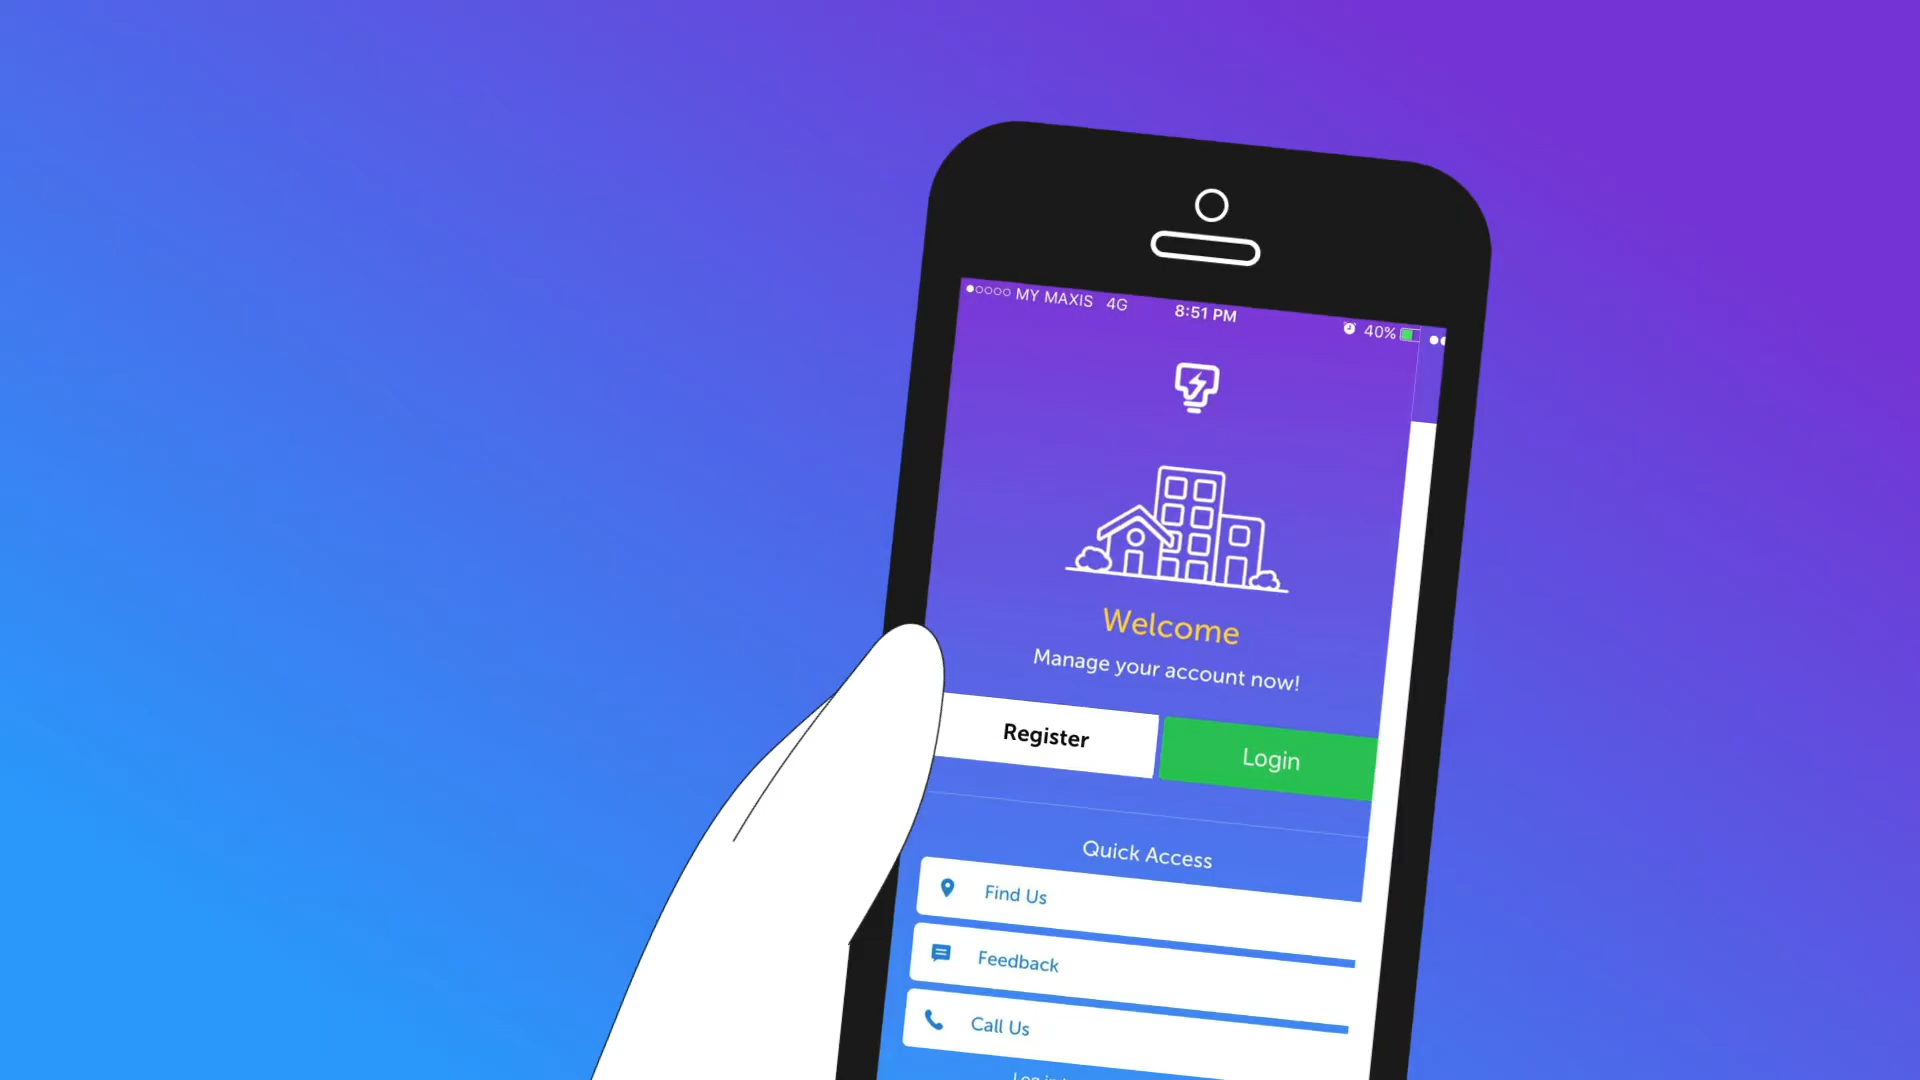 MY MAXIS 4G 8:51 PM 40%
Welcome
Manage your account now!
Register Login
Quick Access
Find Us
Feedback
Call Us